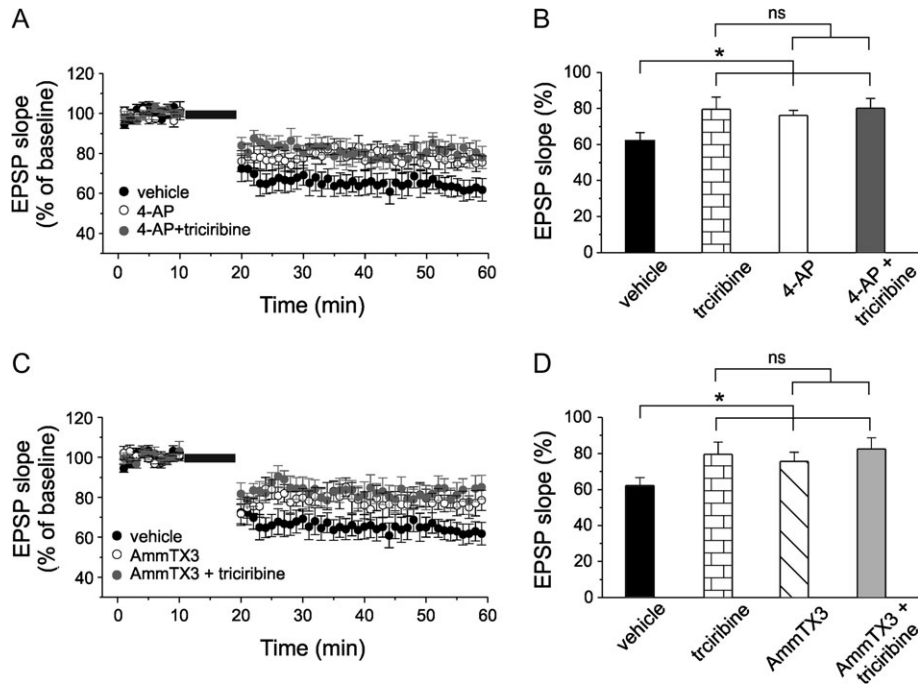 A
EPSP slope
(% of baseline)
120
100
80
60
40
vehicle
4-AP
4-AP+triciribine
0
10
20
30
40
50
60
Time (min)
B
ns
*
EPSP slope (%)
80
60
40
20
0
vehicle
trciribine
4-AP
4-AP +
triciribine
C
EPSP slope
(% of baseline)
120
100
80
60
40
vehicle
AmmTX3
AmmTX3 + triciribine
0
10
20
30
40
50
60
Time (min)
D
ns
*
EPSP slope (%)
100
80
60
40
20
0
vehicle
trciribine
AmmTX3
AmmTX3 +
triciribine